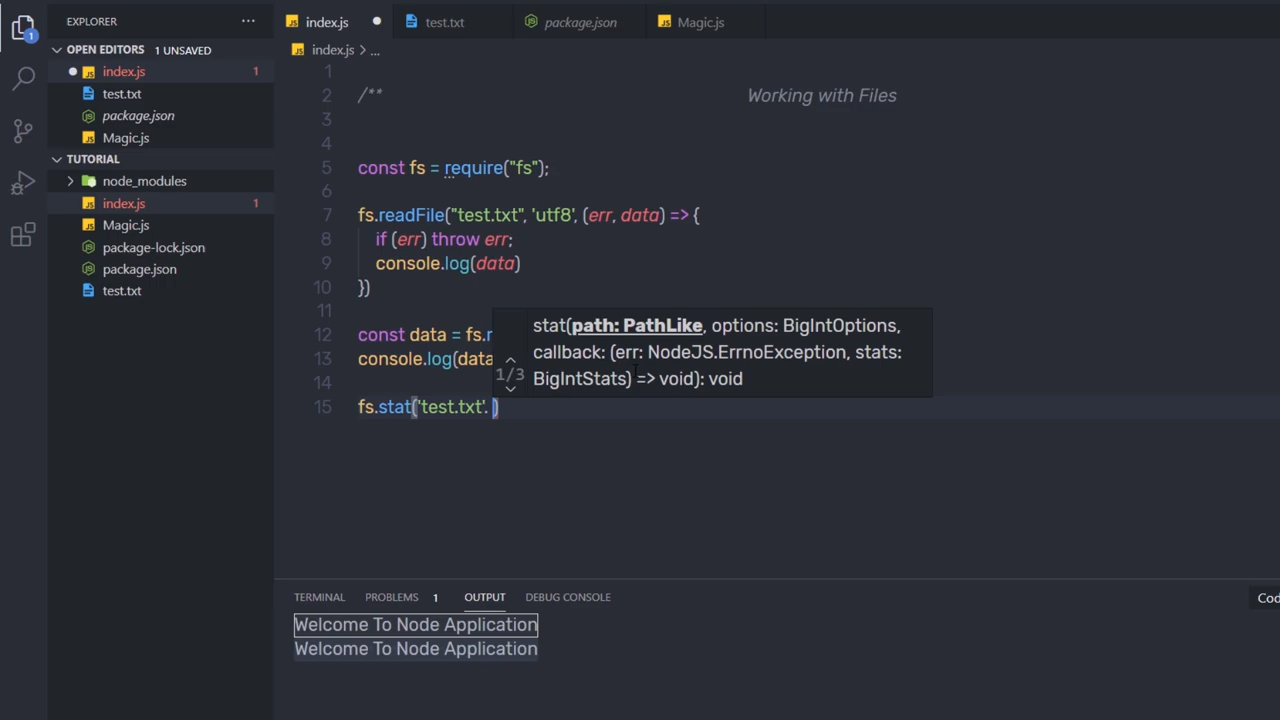 EXPLORER ···
OPEN EDITORS 1 UNSAVED
index.js 1
test.txt
package.json
Magic.js
TUTORIAL
node_modules
index.js 1
Magic.js
package-lock.json
package.json
test.txt
1
index.js test.txt package.json Magic.js
index.js > ...
1
2 /** Working with Files
3
4
5 const fs = require("fs");
6
7 fs.readFile("test.txt", 'utf8', (err, data) => {
8 if (err) throw err;
9 console.log(data)
10 })
11
12 const data = fs.r
13 console.log(data
14
15 fs.stat('test.txt'. )
stat(path: PathLike, options: BigIntOptions,
callback: (err: NodeJS.ErrnoException, stats:
1/3 BigIntStats) => void): void
TERMINAL PROBLEMS 1 OUTPUT DEBUG CONSOLE
Cod
Welcome To Node Application
Welcome To Node Application